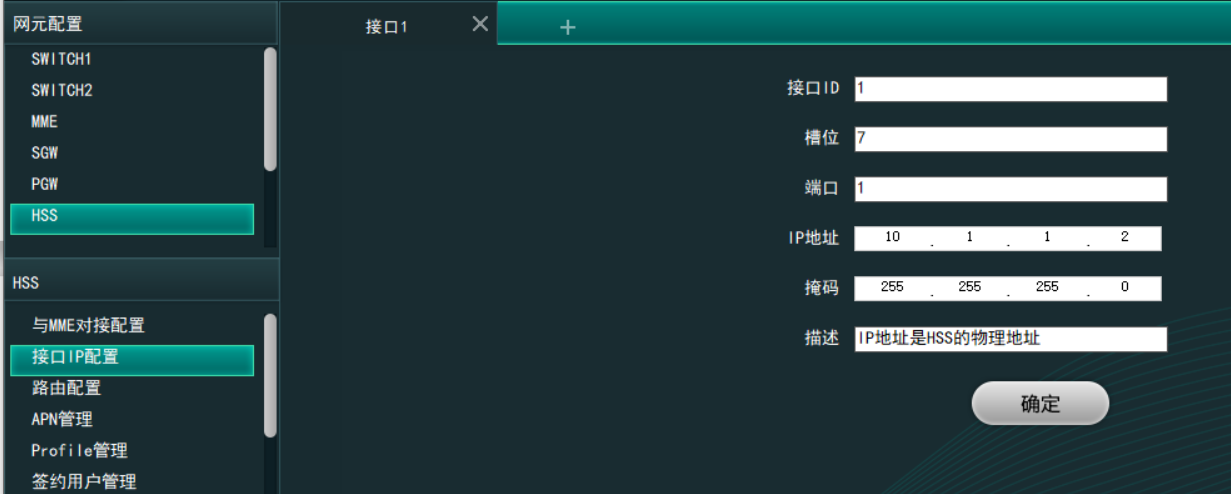 网元配置
SWITCH1
SWITCH2
MME
SGW
PGW
HSS
HSS
与MME对接配置
接口IP配置
路由配置
APN管理
Profile管理
签约用户管理
接口1
接口ID 1
槽位 7
端口 1
IP地址 10 . 1 . 1 . 2
掩码 255 . 255 . 255 . 0
描述 IP地址是HSS的物理地址
确定